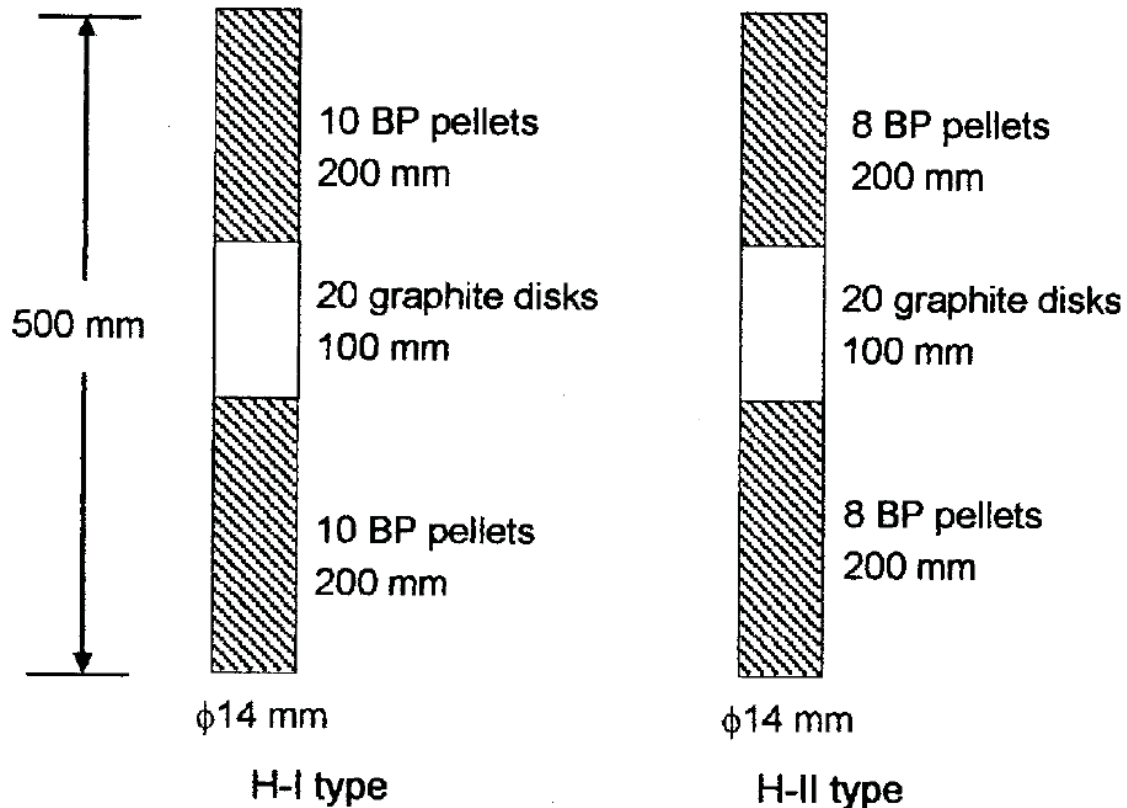 500 mm
10 BP pellets
200 mm
20 graphite disks
100 mm
10 BP pellets
200 mm
ϕ14 mm
H-I type
8 BP pellets
200 mm
20 graphite disks
100 mm
8 BP pellets
200 mm
ϕ14 mm
H-II type